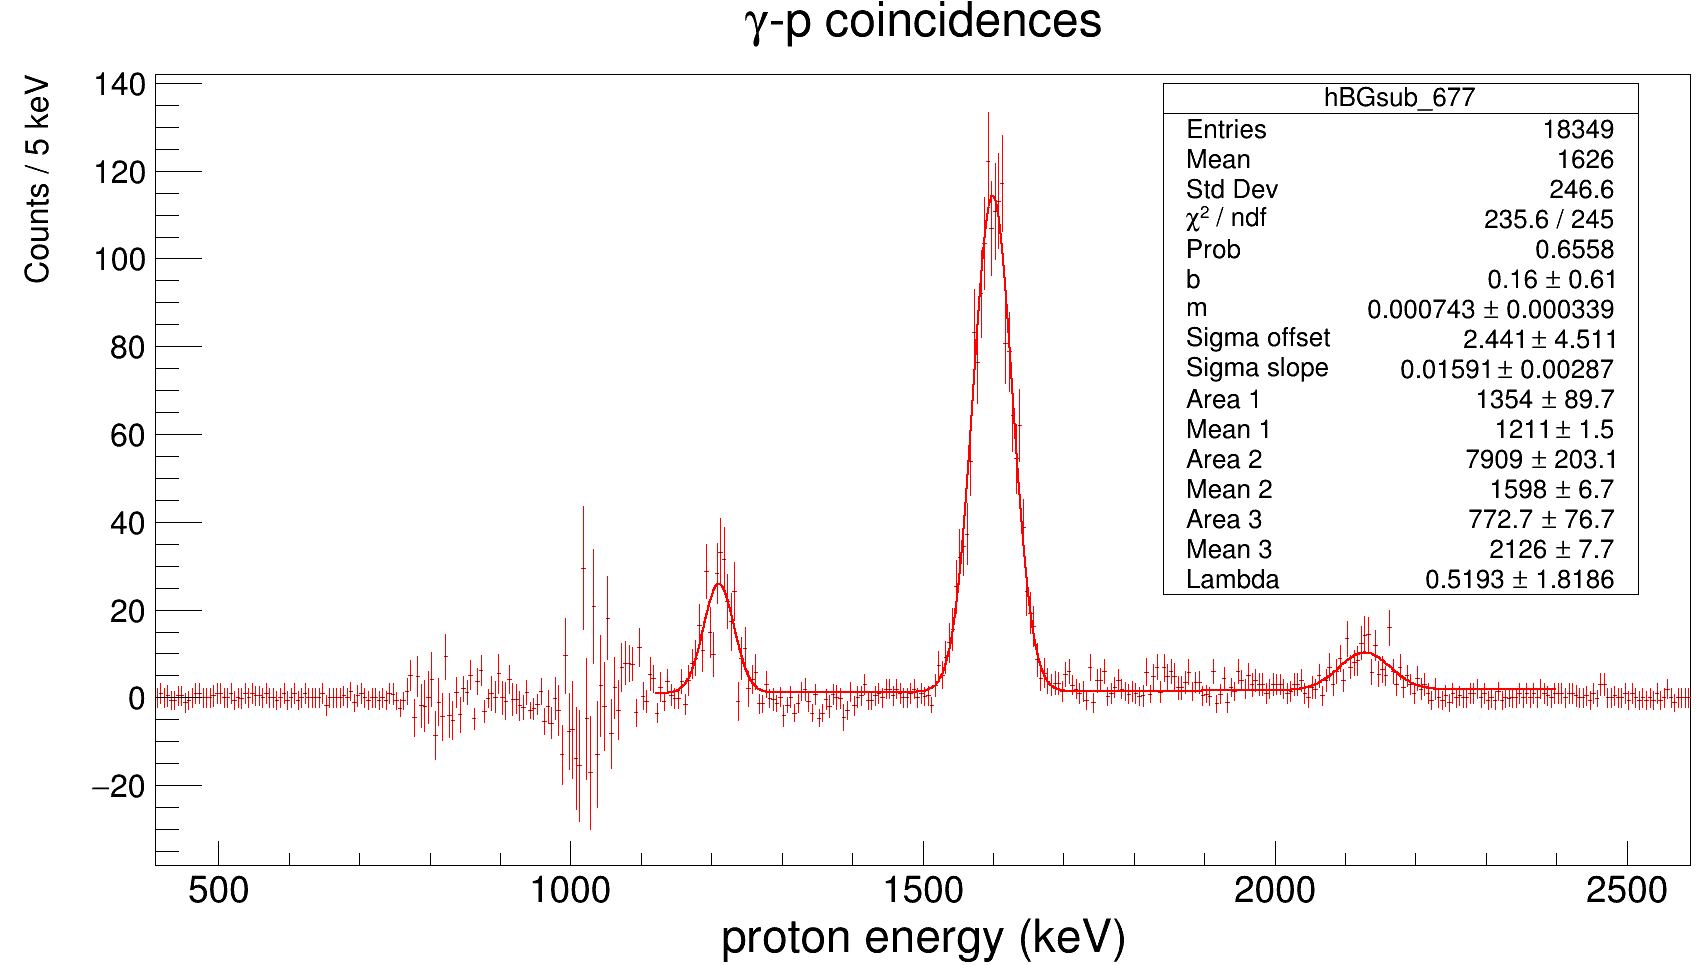 γ-p coincidences
Counts / 5 keV
140
120
100
80
60
40
20
0
−20
hBGsub_677
Entries 18349
Mean 1626
Std Dev 246.6
χ² / ndf 235.6 / 245
Prob 0.6558
b 0.16 ± 0.61
m 0.000743 ± 0.000339
Sigma offset 2.441 ± 4.511
Sigma slope 0.01591 ± 0.00287
Area 1 1354 ± 89.7
Mean 1 1211 ± 1.5
Area 2 7909 ± 203.1
Mean 2 1598 ± 6.7
Area 3 772.7 ± 76.7
Mean 3 2126 ± 7.7
Lambda 0.5193 ± 1.8186
500 1000 1500 2000 2500
proton energy (keV)